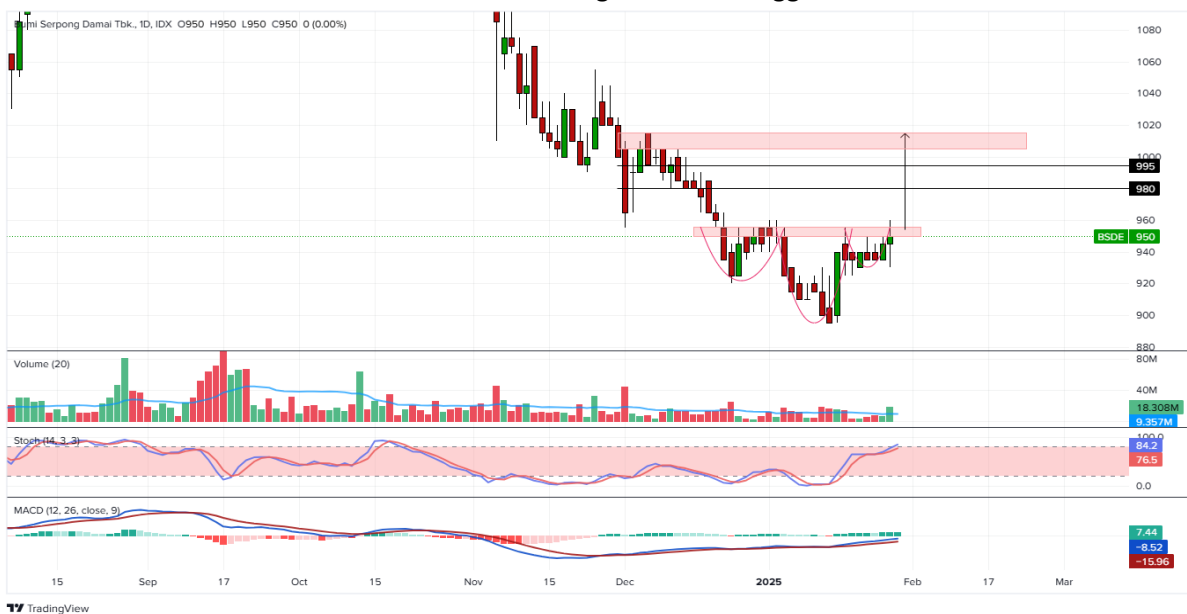 Bumi Serpong Damai Tbk., 1D, IDX O950 H950 L950 C950 0 (0.00%)
1080
1060
1040
1020
1000
995
980
960
BSDE 950
940
920
900
880
Volume (20)
80M
40M
18.308M
9.357M
Stoch (14, 3, 3)
100.0
84.2
76.5
0.0
MACD (12, 26, close, 9)
7.44
−8.52
−15.96
15 Sep 17 Oct 15 Nov 15 Dec 2025 Feb 17 Mar
TradingView